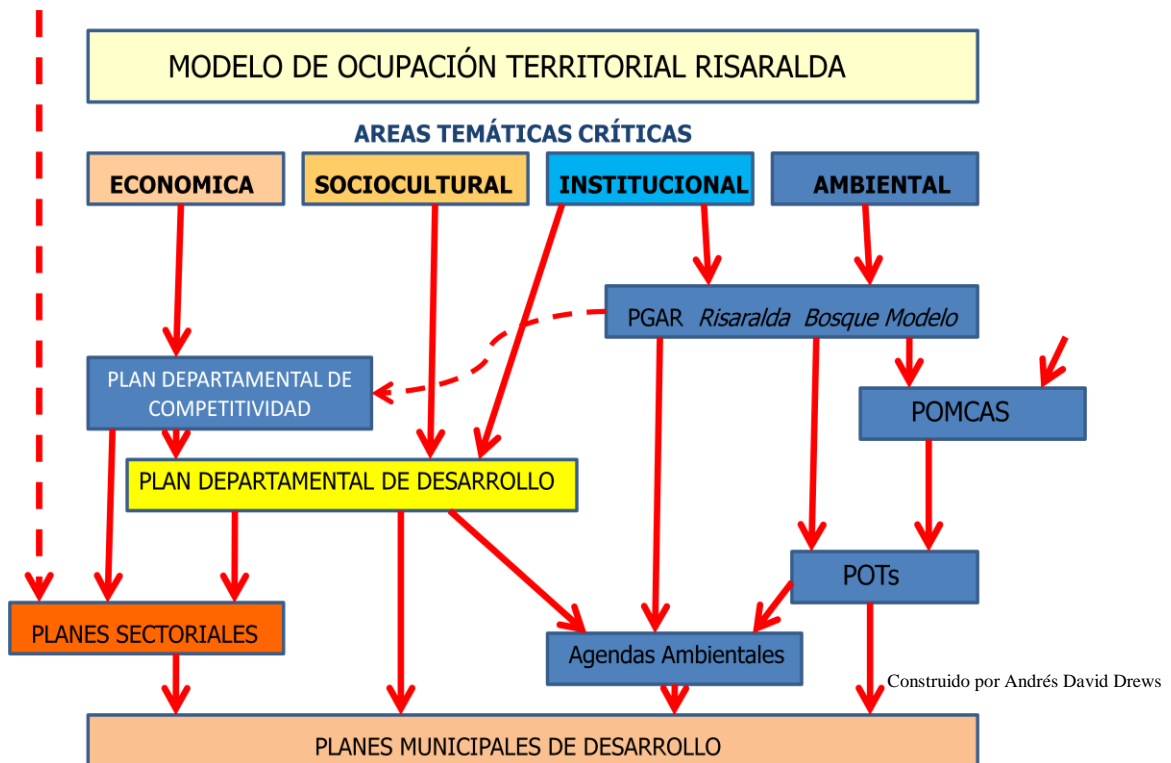 MODELO DE OCUPACIÓN TERRITORIAL RISARALDA
AREAS TEMÁTICAS CRÍTICAS
ECONOMICA
SOCIOCULTURAL
INSTITUCIONAL
AMBIENTAL
PGAR Risaralda Bosque Modelo
PLAN DEPARTAMENTAL DE
COMPETITIVIDAD
POMCAS
PLAN DEPARTAMENTAL DE DESARROLLO
POTs
PLANES SECTORIALES
Agendas Ambientales
Construido por Andrés David Drews
PLANES MUNICIPALES DE DESARROLLO